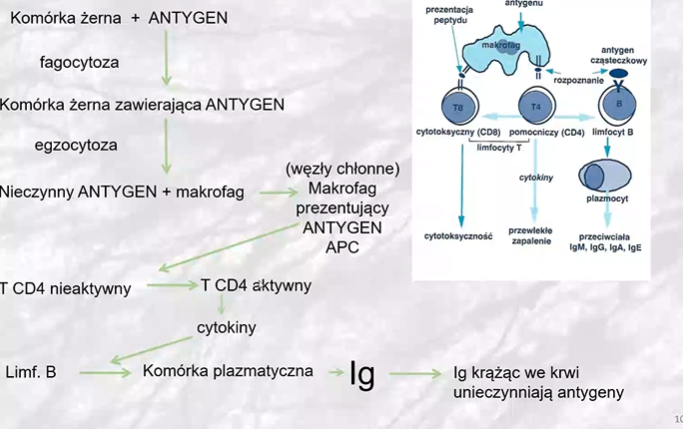 Komórka żerna + ANTYGEN
fagocytoza
Komórka żerna zawierająca ANTYGEN
egzocytoza
Nieczynny ANTYGEN + makrofag
(węzły chłonne)
Makrofag
prezentujący
ANTYGEN
APC
T CD4 nieaktywny
T CD4 aktywny
cytokiny
Limf. B
Komórka plazmatyczna
Ig
Ig krążąc we krwi
unieczynniają antygeny
antygenu
prezentacja
peptydu
makrofag
antygen
cząsteczkowy
rozpoznanie
T8
T4
B
cytotoksyczny (CD8)
pomocniczy (CD4)
limfocyt B
limfocyty T
cytokiny
plazmocyt
cytotoksyczność
przewlekłe
zapalenie
przeciwciała
IgM, IgG, IgA, IgE
10